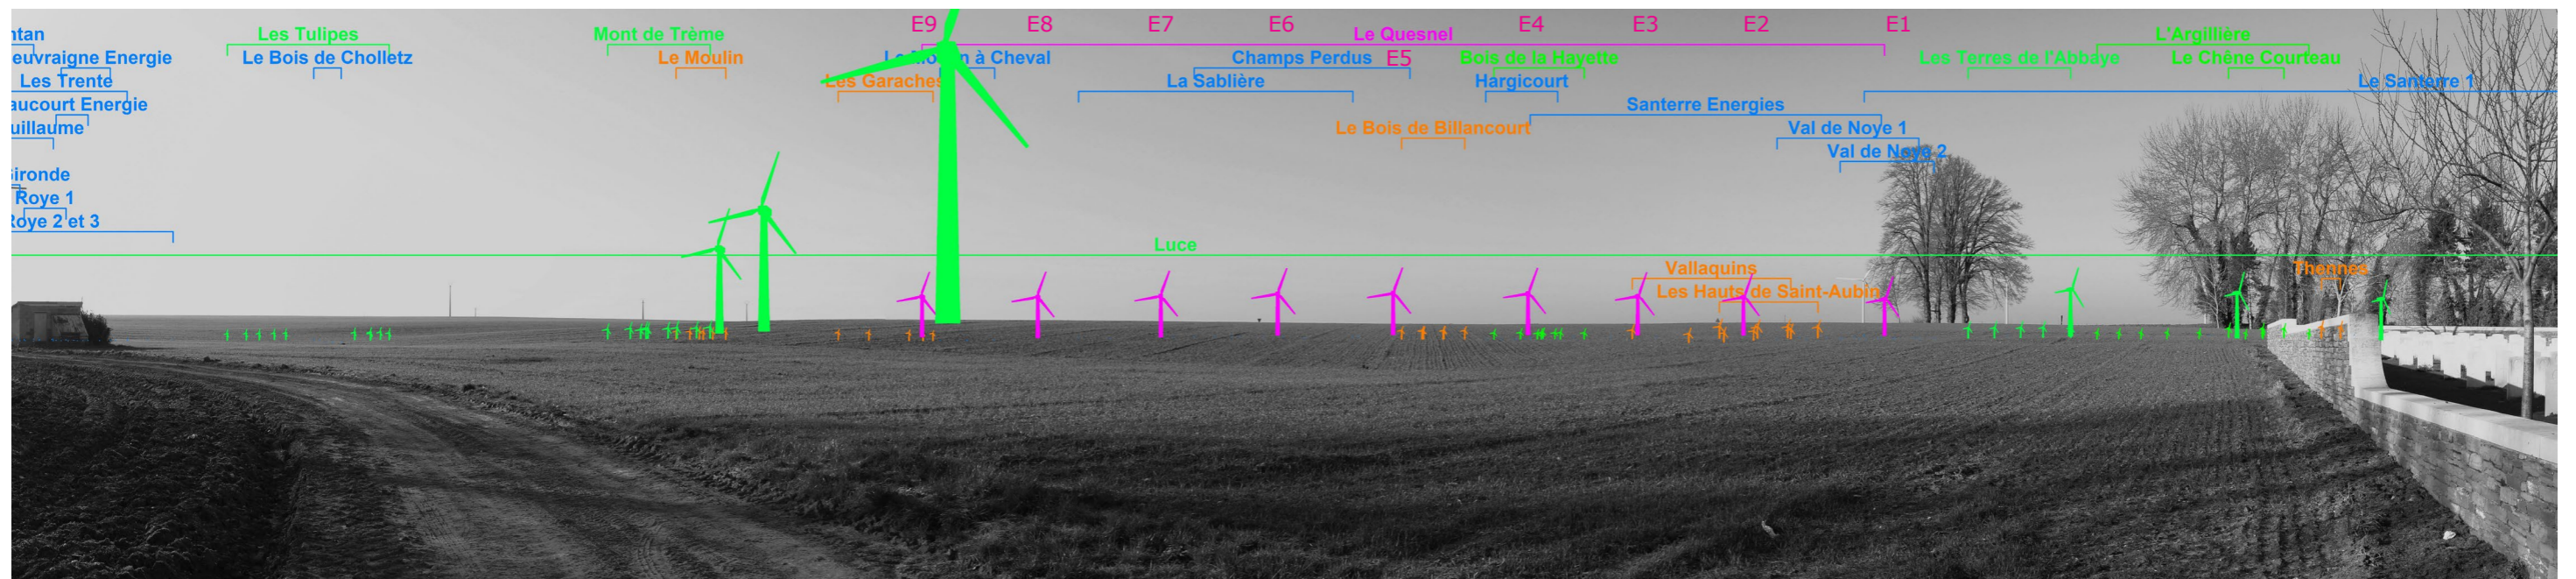 E9 E8 E7 E6 E4 E3 E2 E1
ntan Les Tulipes Mont de Trème Le Quesnel L'Argillière
euvraigne Energie Le Bois de Cholletz Le Moulin Le Moulin à Cheval Champs Perdus E5 Bois de la Hayette Les Terres de l'Abbaye Le Chêne Courteau
Les Trente Les Garaches La Sablière Hargicourt Le Santerre 1
aucourt Energie Santerre Energies
uillaume Le Bois de Billancourt Val de Noye 1
Val de Noye 2
Gironde
Roye 1
Roye 2 et 3
Luce
Vallaquins Thennes
Les Hauts de Saint-Aubin